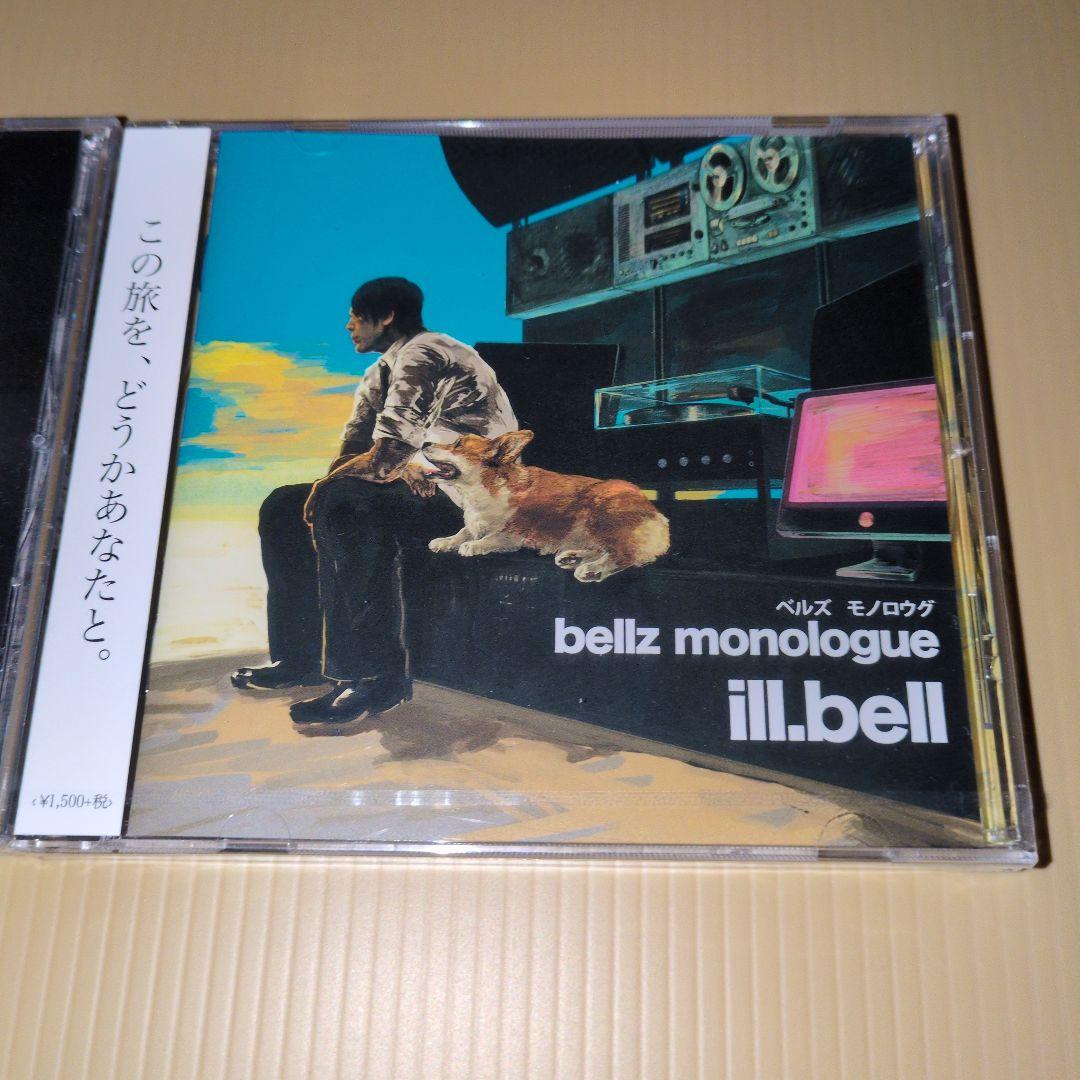 この旅を、どうかあなたと。
‹¥1,500+税›
ベルズ モノロウグ
bellz monologue
ill.bell